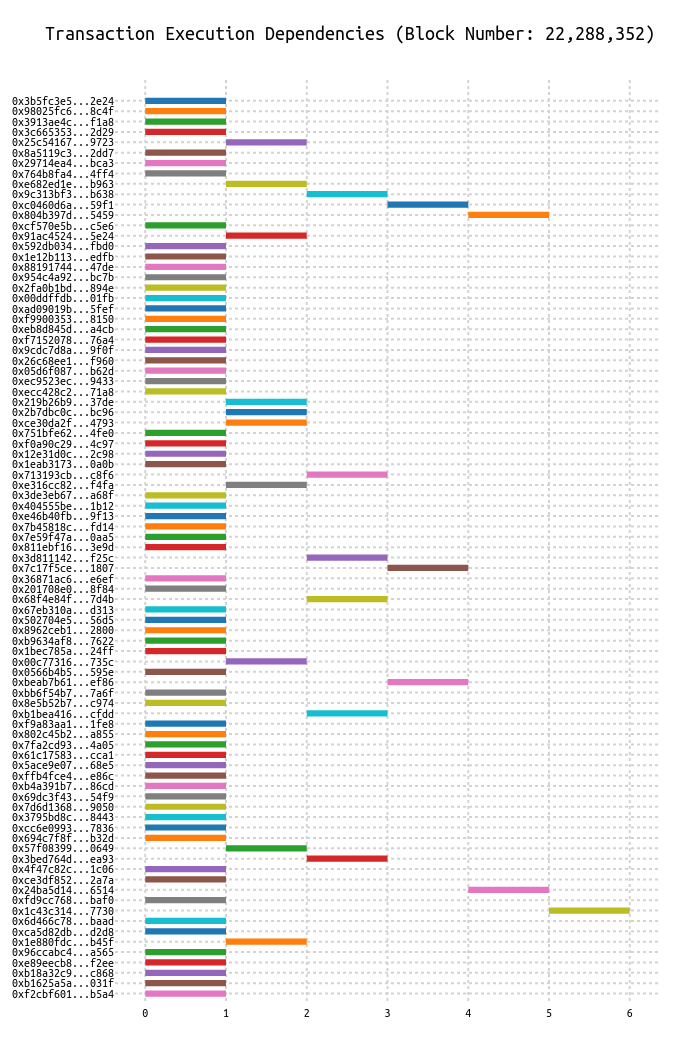 Transaction Execution Dependencies (Block Number: 22,288,352)
0x3b5fc3e5...2e24
0x98025fc6...8c4f
0x3913ae4c...f1a8
0x3c665353...2d29
0x25c54167...9723
0x8a5119c3...2dd7
0x29714ea4...bca3
0x764b8fa4...4ff4
0xe682ed1e...b963
0x9c313bf3...b638
0xc0460d6a...59f1
0x804b397d...5459
0xcf570e5b...c5e6
0x91ac4524...5e24
0x592db034...fbd0
0x1e12b113...edfb
0x88191744...47de
0x954c4a92...bc7b
0x2fa0b1bd...894e
0x00ddffdb...01fb
0xad09019b...5fef
0xf9900353...8150
0xeb8d845d...a4cb
0xf7152078...76a4
0x9cdc7d8a...9f0f
0x26c68ee1...f960
0x05d6f087...b62d
0xec9523ec...9433
0xecc428c2...71a8
0x219b26b9...37de
0x2b7dbc0c...bc96
0xce30da2f...4793
0x751bfe62...4fe0
0xf0a90c29...4c97
0x12e31d0c...2c98
0x1eab3173...0a0b
0x713193cb...c8f6
0xe316cc82...f4fa
0x3de3eb67...a68f
0x404555be...1b12
0xe46b40fb...9f13
0x7b45818c...fd14
0x7e59f47a...0aa5
0x811ebf16...3e9d
0x3d811142...f25c
0x7c17f5ce...1807
0x36871ac6...e6ef
0x201708e0...8f84
0x68f4e84f...7d4b
0x67eb310a...d313
0x502704e5...56d5
0x8962ceb1...2800
0xb9634af8...7622
0x1bec785a...24ff
0x00c77316...735c
0x0566b4b5...595e
0xbeab7b61...ef86
0xbb6f54b7...7a6f
0x8e5b52b7...c974
0xb1bea416...cfdd
0xf9a83aa1...1fe8
0x802c45b2...a855
0x7fa2cd93...4a05
0x61c17583...cca1
0x5ace9e07...68e5
0xffb4fce4...e86c
0xb4a391b7...86cd
0x69dc3f43...54f9
0x7d6d1368...9050
0x3795bd8c...8443
0xcc6e0993...7836
0x694c7f8f...b32d
0x57f08399...0649
0x3bed764d...ea93
0x4f47c82c...1c06
0xce3df852...2a7a
0x24ba5d14...6514
0xfd9cc768...baf0
0x1c43c314...7730
0x6d466c78...baad
0xca5d82db...d2d8
0x1e880fdc...b45f
0x96ccabc4...a565
0xe89eecb8...f2ee
0xb18a32c9...c868
0xb1625a5a...031f
0xf2cbf601...b5a4
0 1 2 3 4 5 6